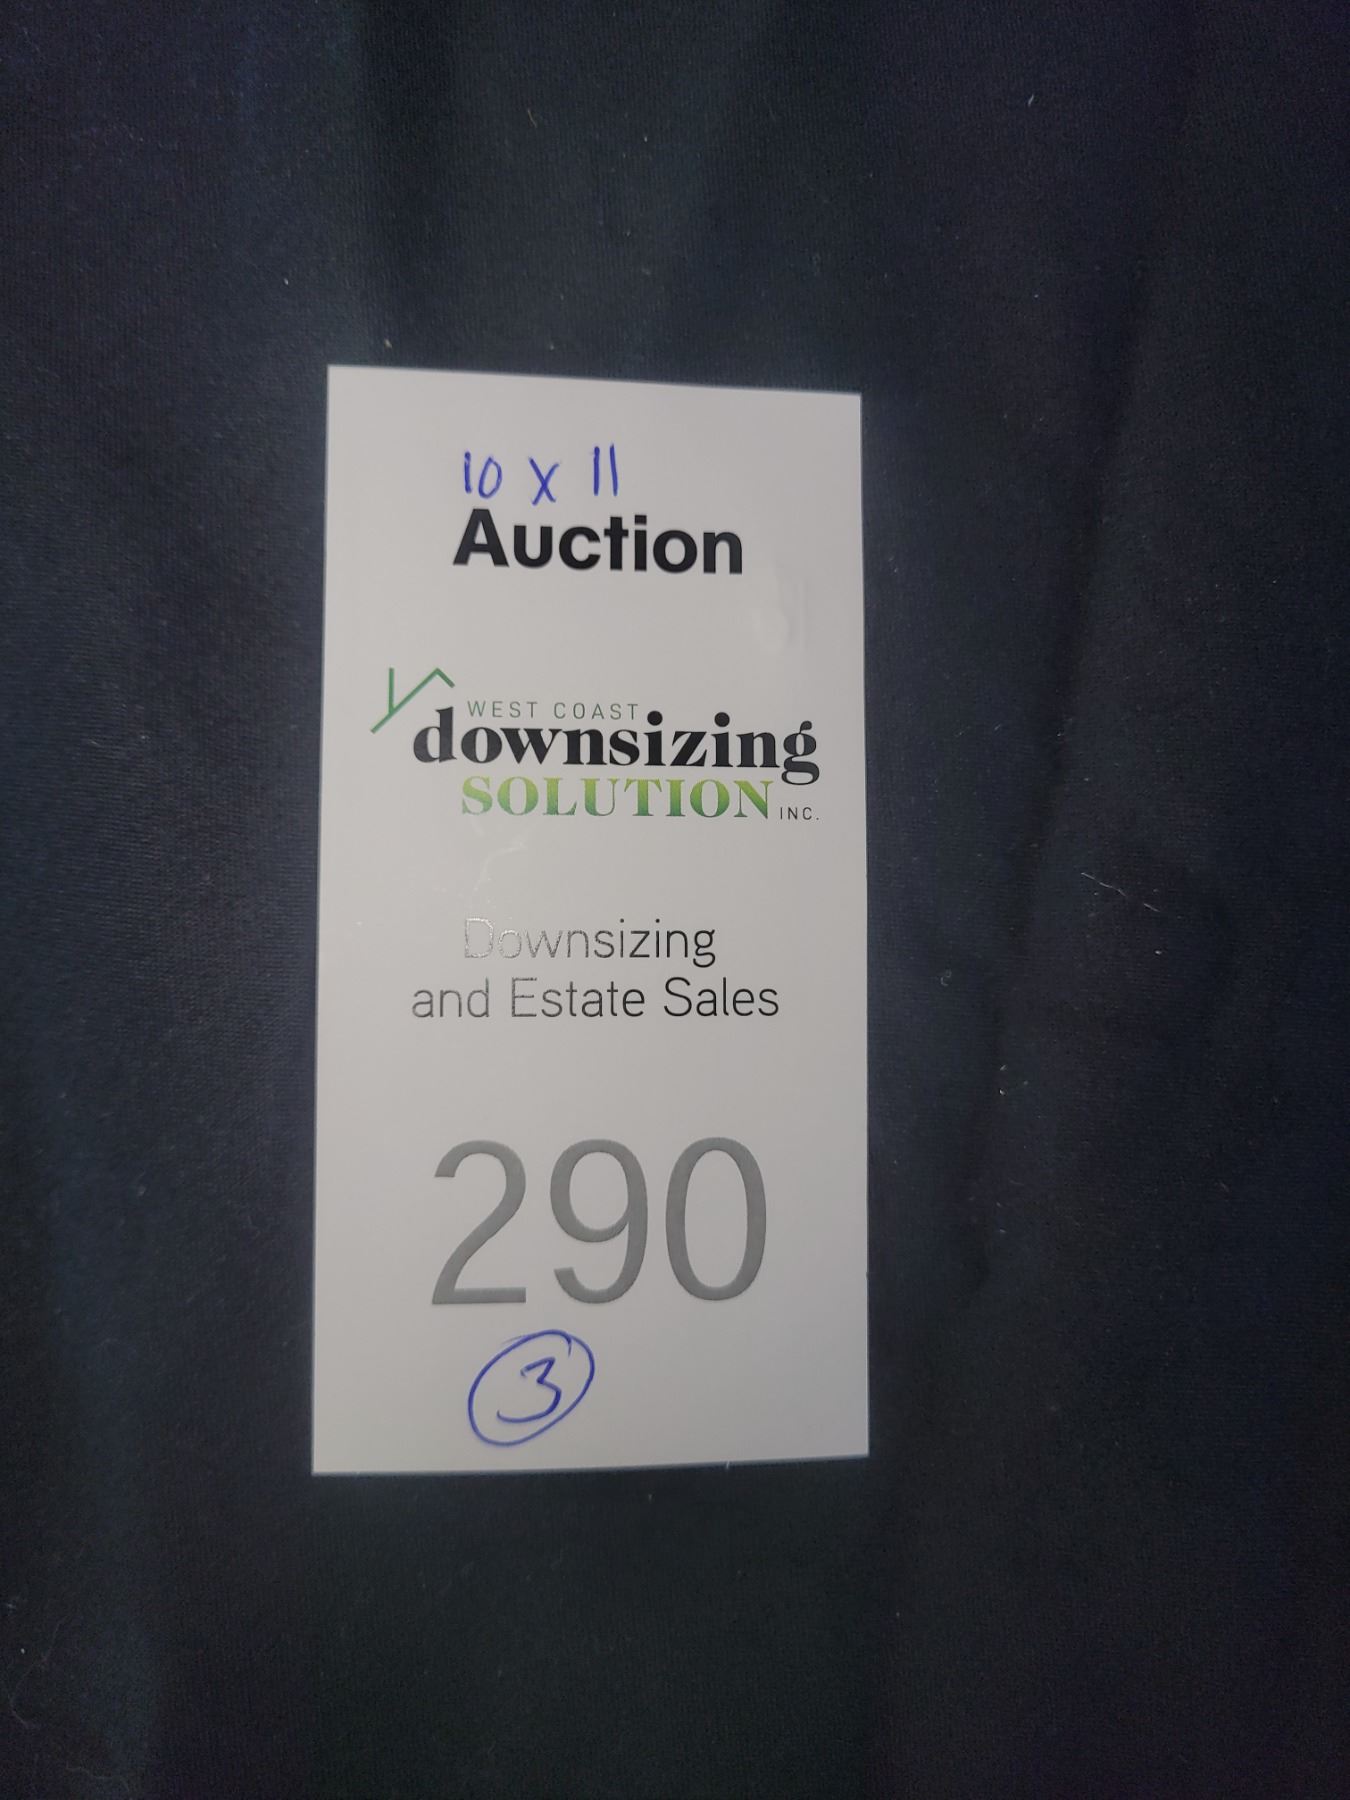 10 x 11
Auction
WEST COAST
downsizing
SOLUTION INC.
Downsizing
and Estate Sales
290
3